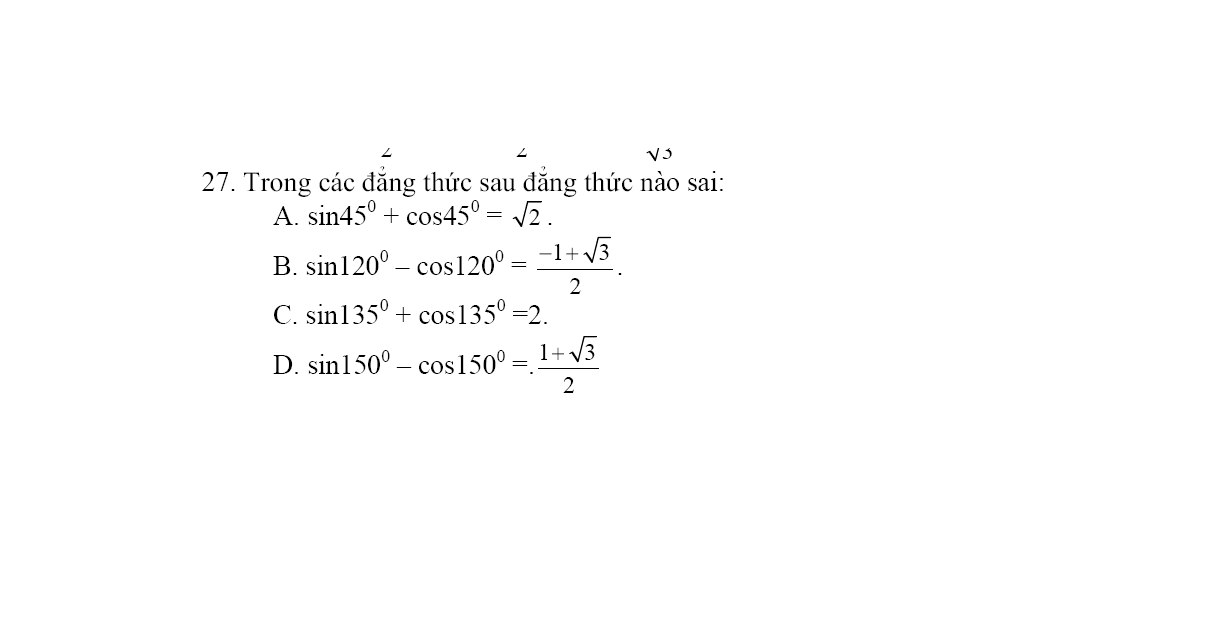 27. Trong các đẳng thức sau đẳng thức nào sai:
A. sin45⁰ + cos45⁰ = √2 .
B. sin120⁰ – cos120⁰ = (–1+√3)/2 .
C. sin135⁰ + cos135⁰ =2.
D. sin150⁰ – cos150⁰ =. (1+√3)/2